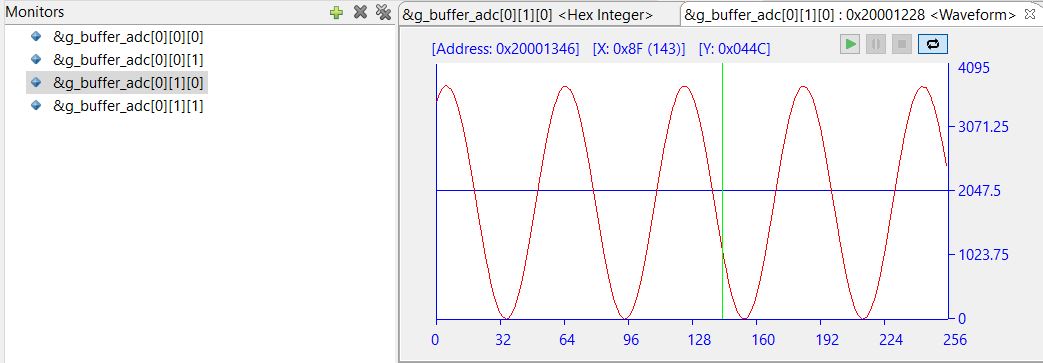 Monitors
&g_buffer_adc[0][0][0]
&g_buffer_adc[0][0][1]
&g_buffer_adc[0][1][0]
&g_buffer_adc[0][1][1]
&g_buffer_adc[0][1][0] <Hex Integer>
&g_buffer_adc[0][1][0] : 0x20001228 <Waveform>
[Address: 0x20001346] [X: 0x8F (143)] [Y: 0x044C]
4095
3071.25
2047.5
1023.75
0
0 32 64 96 128 160 192 224 256